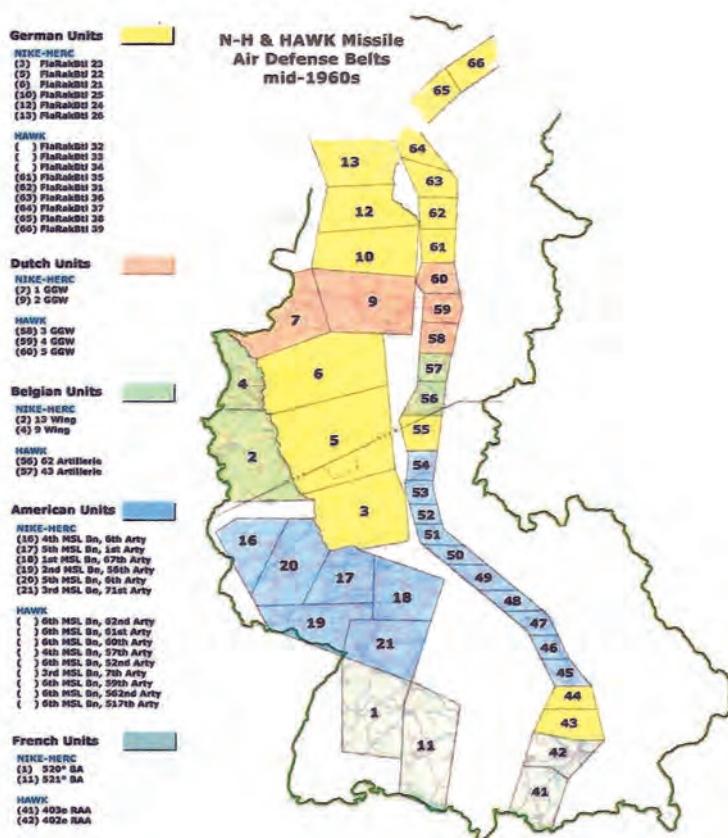 N-H & HAWK Missile
Air Defense Belts
mid-1960s
German Units
NIKE-HERC
(3) FlaRakBtl 23
(5) FlaRakBtl 22
(6) FlaRakBtl 21
(10) FlaRakBtl 25
(12) FlaRakBtl 24
(13) FlaRakBtl 26
HAWK
( ) FlaRakBtl 32
( ) FlaRakBtl 33
( ) FlaRakBtl 34
(61) FlaRakBtl 35
(62) FlaRakBtl 31
(63) FlaRakBtl 36
(64) FlaRakBtl 37
(65) FlaRakBtl 38
(66) FlaRakBtl 39
Dutch Units
NIKE-HERC
(7) 1 GGW
(9) 2 GGW
HAWK
(58) 3 GGW
(59) 4 GGW
(60) 5 GGW
Belgian Units
NIKE-HERC
(2) 13 Wing
(4) 9 Wing
HAWK
(56) 62 Artillerie
(57) 43 Artillerie
American Units
NIKE-HERC
(16) 4th MSL Bn, 6th Arty
(17) 5th MSL Bn, 1st Arty
(18) 1st MSL Bn, 67th Arty
(19) 2nd MSL Bn, 56th Arty
(20) 5th MSL Bn, 6th Arty
(21) 3rd MSL Bn, 71st Arty
HAWK
( ) 6th MSL Bn, 62nd Arty
( ) 6th MSL Bn, 61st Arty
( ) 6th MSL Bn, 60th Arty
( ) 4th MSL Bn, 57th Arty
( ) 6th MSL Bn, 52nd Arty
( ) 3rd MSL Bn, 7th Arty
( ) 6th MSL Bn, 59th Arty
( ) 6th MSL Bn, 562nd Arty
( ) 6th MSL Bn, 517th Arty
French Units
NIKE-HERC
(1) 520° BA
(11) 521° BA
HAWK
(41) 403e RAA
(42) 402e RAA
66
65
64
13
63
12
62
10
61
60
9
59
7
58
6
57
4
56
55
5
2
54
53
3
52
51
16
50
20
17
49
18
48
19
47
21
46
45
44
1
43
11
42
41